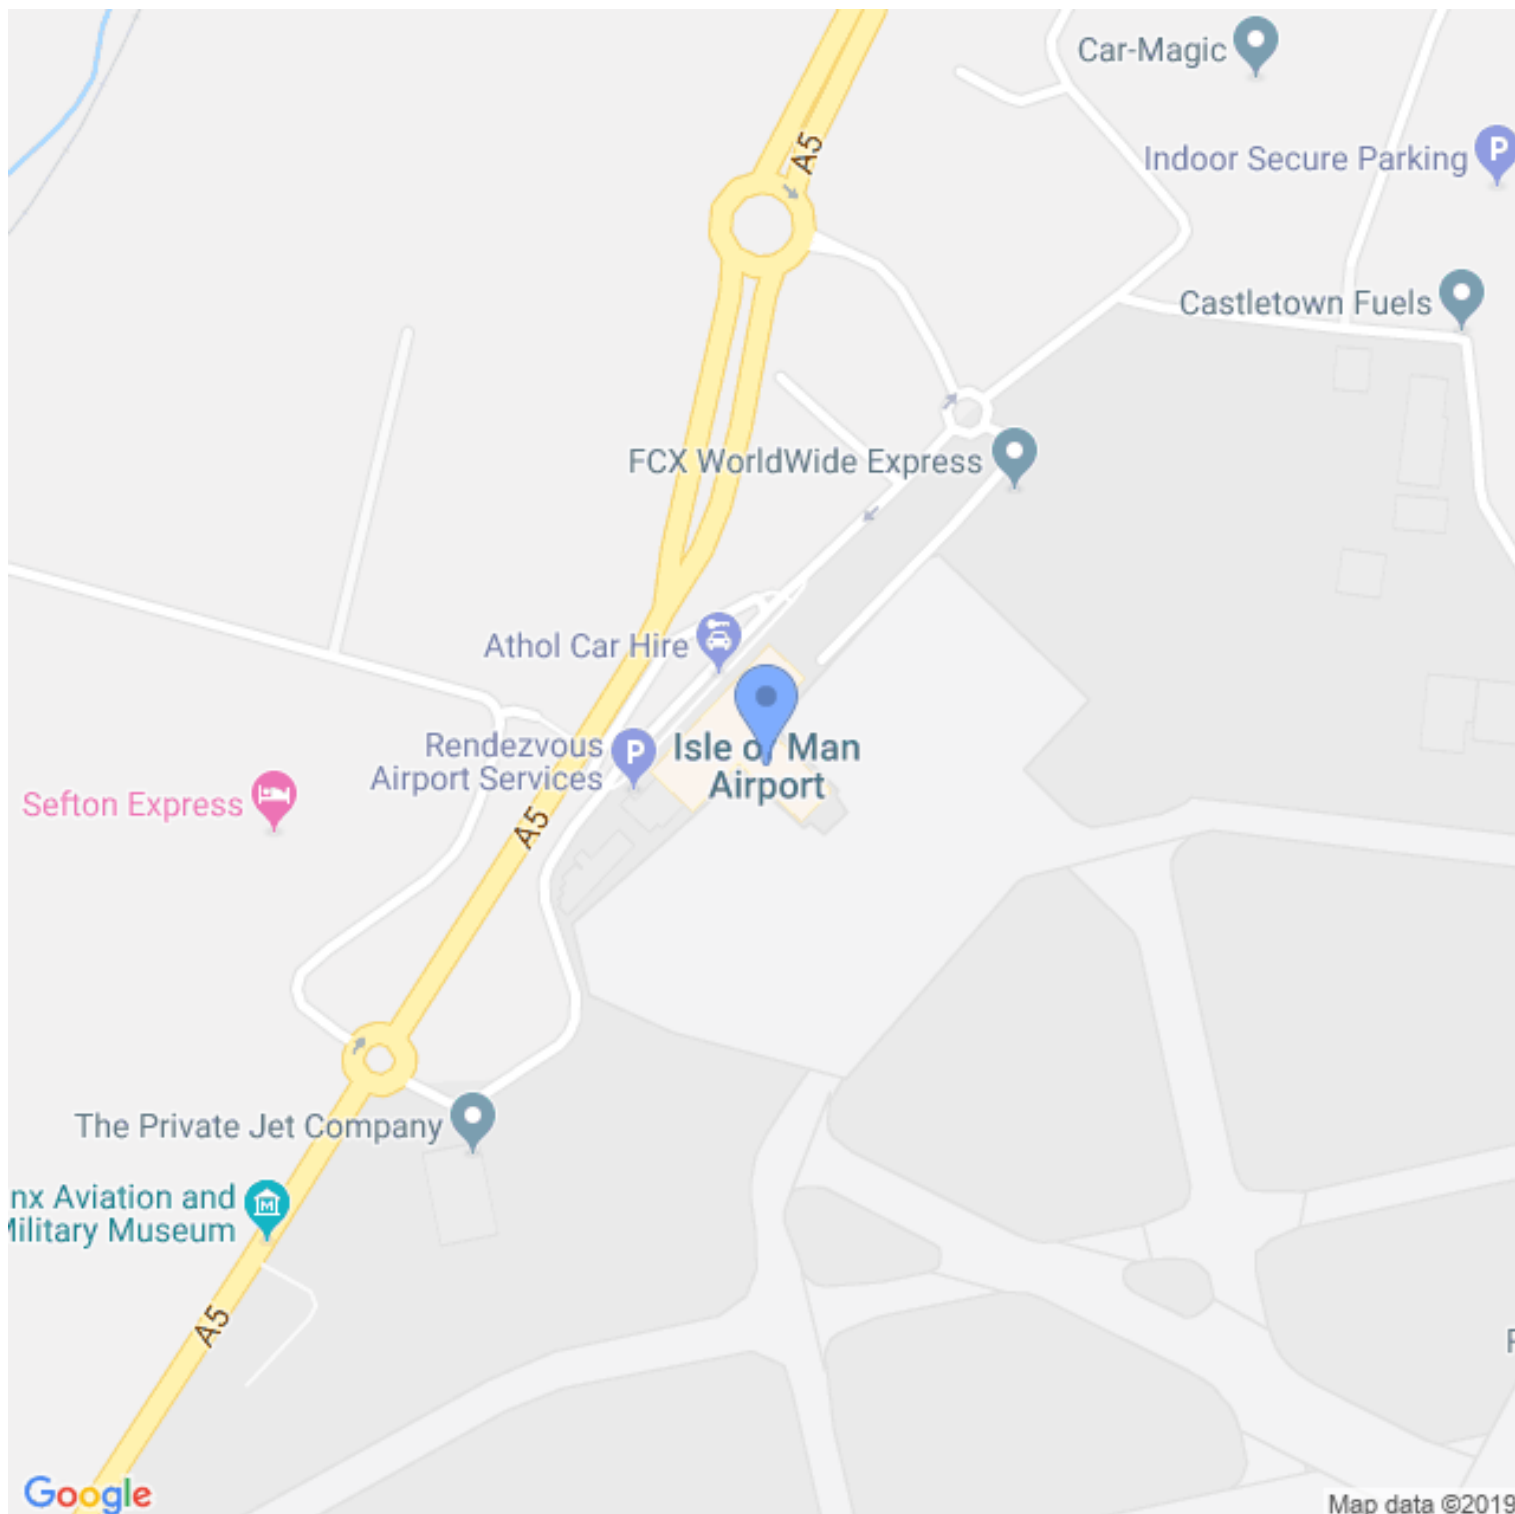 Car-Magic
A5
Indoor Secure Parking
Castletown Fuels
FCX WorldWide Express
Athol Car Hire
Rendezvous
Airport Services
Isle of Man
Airport
Sefton Express
A5
The Private Jet Company
nx Aviation and
Military Museum
A5
Google
Map data ©2019